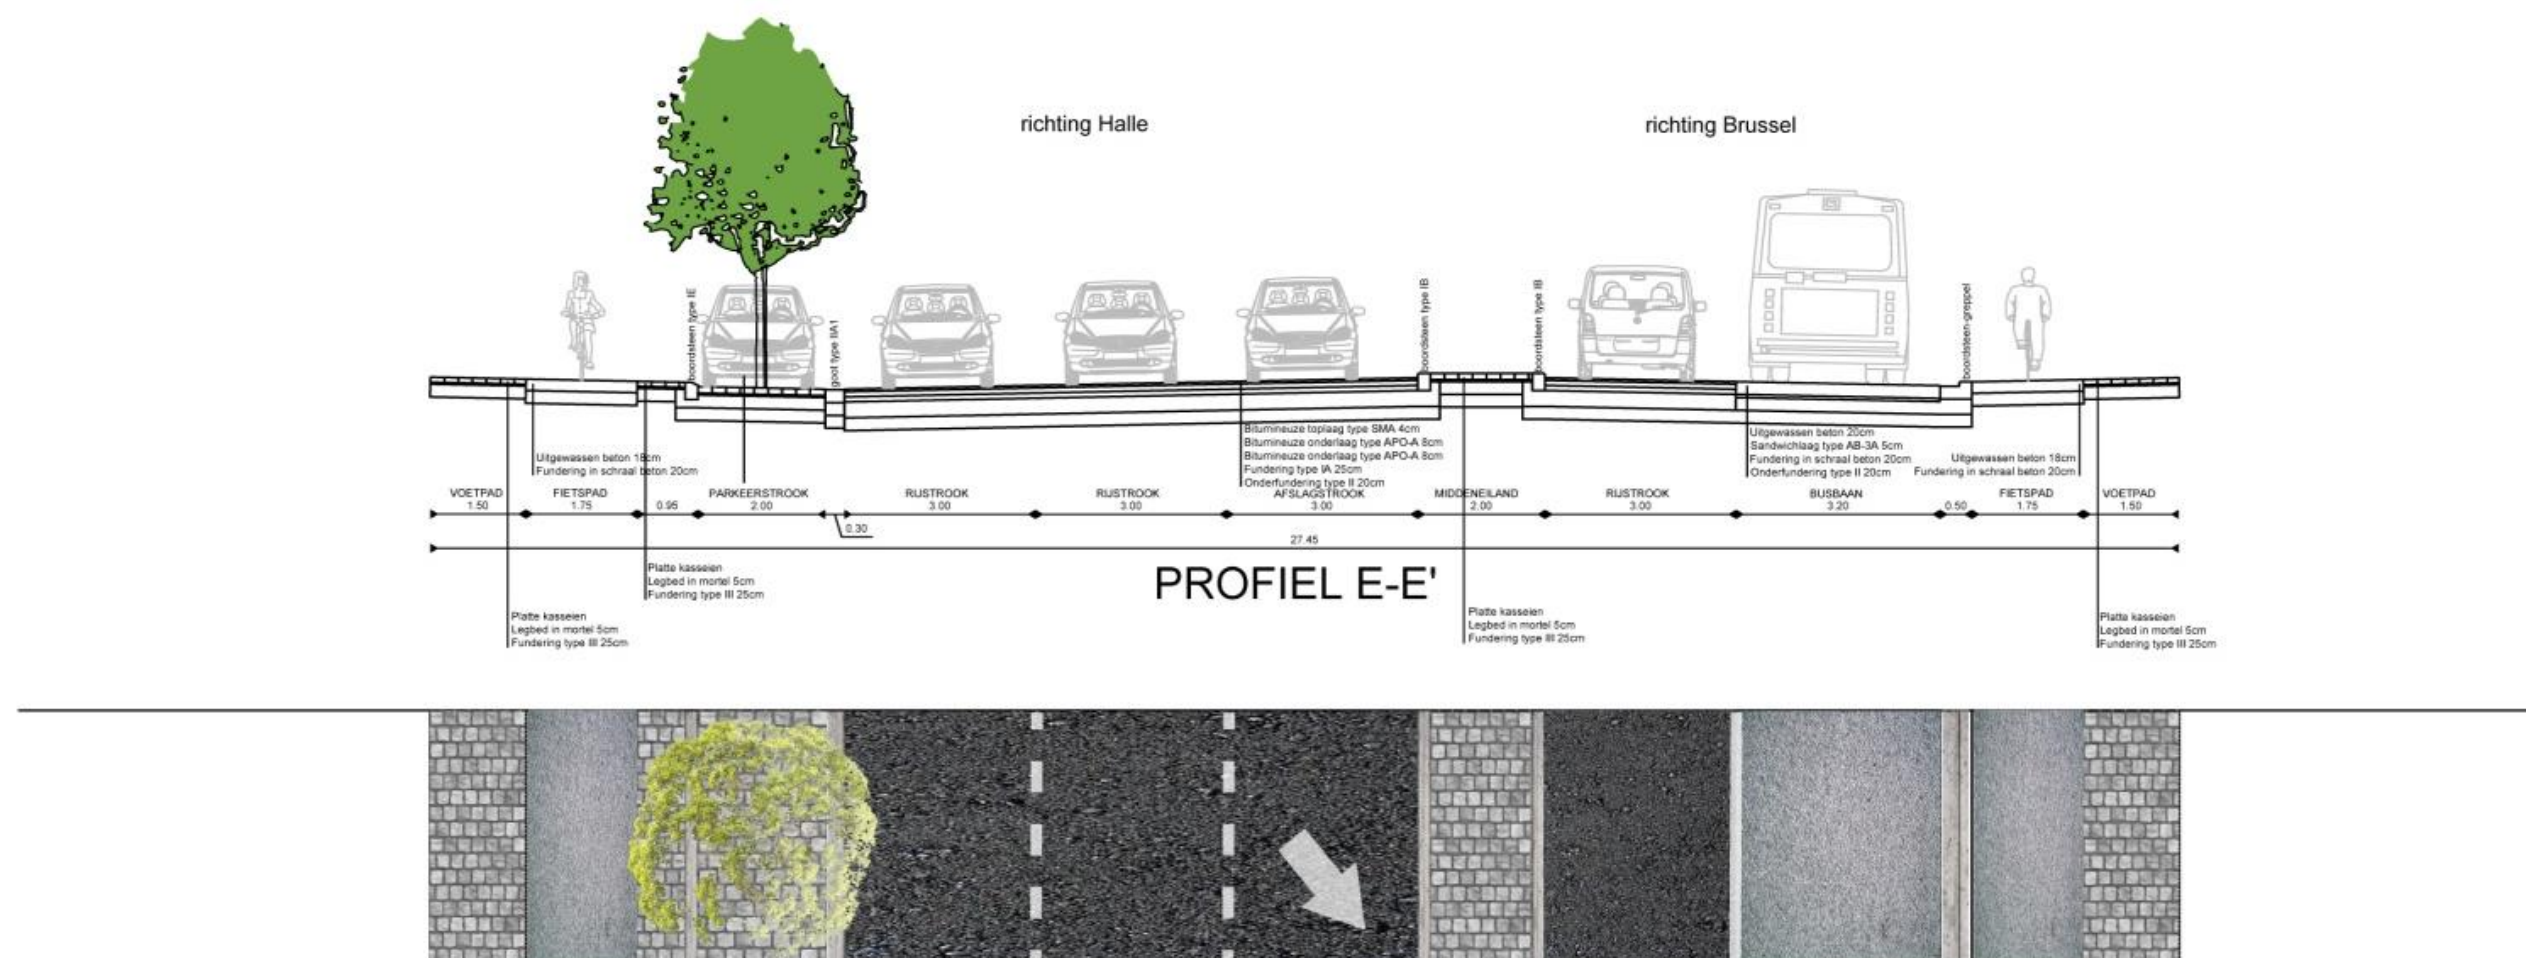 richting Halle
richting Brussel
boordsteen type IE
goot type IIA1
boordsteen type IB
boordsteen type IB
boordsteen-greppel
Uitgewassen beton 18cm
Fundering in schraal beton 20cm
Bitumineuze toplaag type SMA 4cm
Bitumineuze onderlaag type APO-A 8cm
Bitumineuze onderlaag type APO-A 8cm
Fundering type IA 25cm
Onderfundering type II 20cm
Uitgewassen beton 20cm
Sandwichlaag type AB-3A 5cm
Fundering in schraal beton 20cm
Onderfundering type II 20cm
Uitgewassen beton 18cm
Fundering in schraal beton 20cm
VOETPAD FIETSPAD PARKEERSTROOK RIJSTROOK RIJSTROOK AFSLAGSTROOK MIDDENEILAND RIJSTROOK BUSBAAN FIETSPAD VOETPAD
1.50 1.75 0.95 2.00 3.00 3.00 3.00 2.00 3.00 3.20 0.50 1.75 1.50
0.30
27.45
PROFIEL E-E'
Platte kasseien
Legbed in mortel 5cm
Fundering type III 25cm
Platte kasseien
Legbed in mortel 5cm
Fundering type III 25cm
Platte kasseien
Legbed in mortel 5cm
Fundering type III 25cm
Platte kasseien
Legbed in mortel 5cm
Fundering type III 25cm